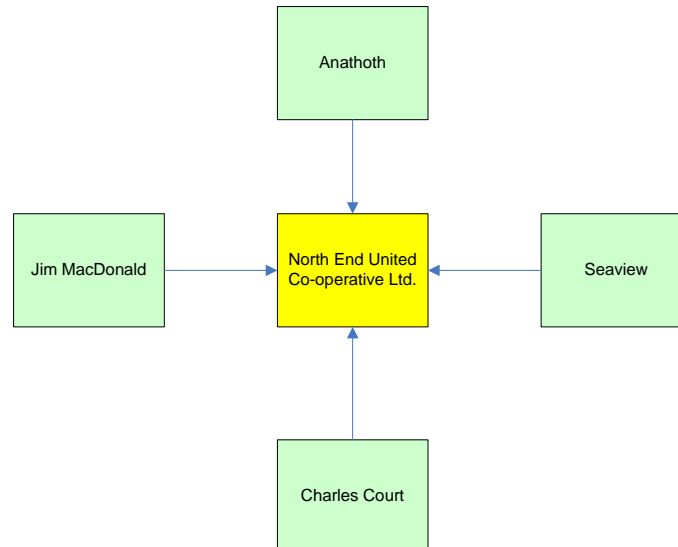 Anathoth
Jim MacDonald
North End United
Co-operative Ltd.
Seaview
Charles Court